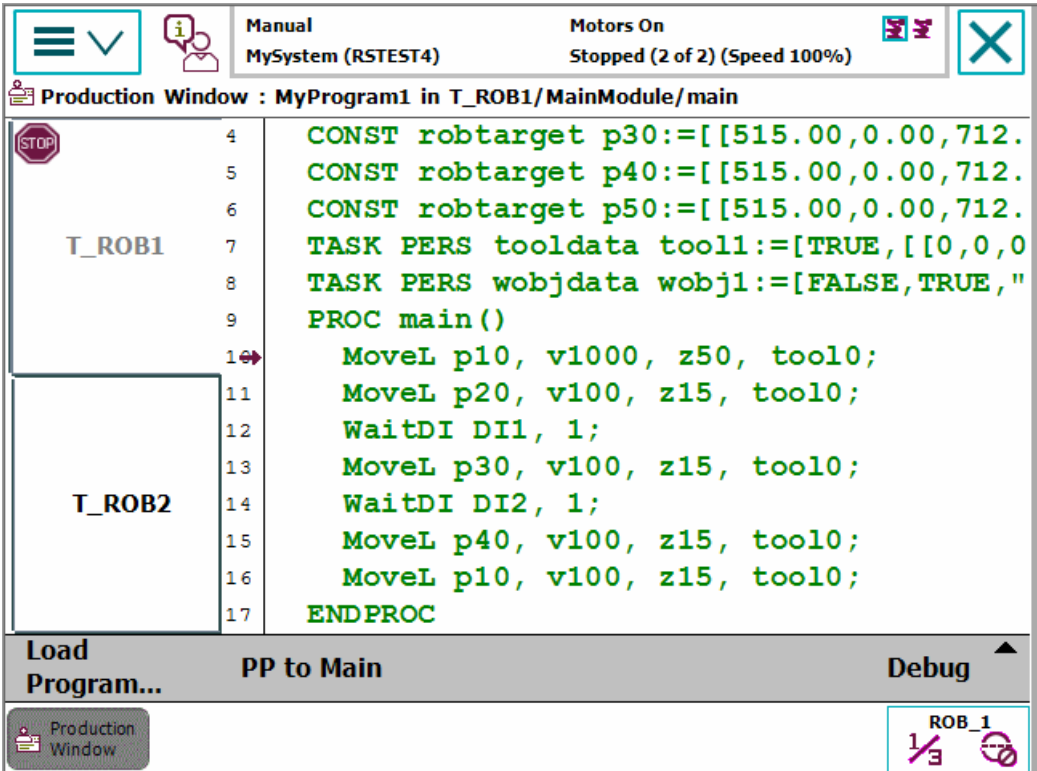 Manual
Motors On
MySystem (RSTEST4)
Stopped (2 of 2) (Speed 100%)
Production Window : MyProgram1 in T_ROB1/MainModule/main
STOP
T_ROB1
T_ROB2
4 CONST robtarget p30:=[[515.00,0.00,712.
5 CONST robtarget p40:=[[515.00,0.00,712.
6 CONST robtarget p50:=[[515.00,0.00,712.
7 TASK PERS tooldata tool1:=[TRUE,[[0,0,0
8 TASK PERS wobjdata wobj1:=[FALSE,TRUE,"
9 PROC main()
10 MoveL p10, v1000, z50, tool0;
11 MoveL p20, v100, z15, tool0;
12 WaitDI DI1, 1;
13 MoveL p30, v100, z15, tool0;
14 WaitDI DI2, 1;
15 MoveL p40, v100, z15, tool0;
16 MoveL p10, v100, z15, tool0;
17 ENDPROC
Load
Program...
PP to Main
Debug
Production
Window
ROB_1
1/3